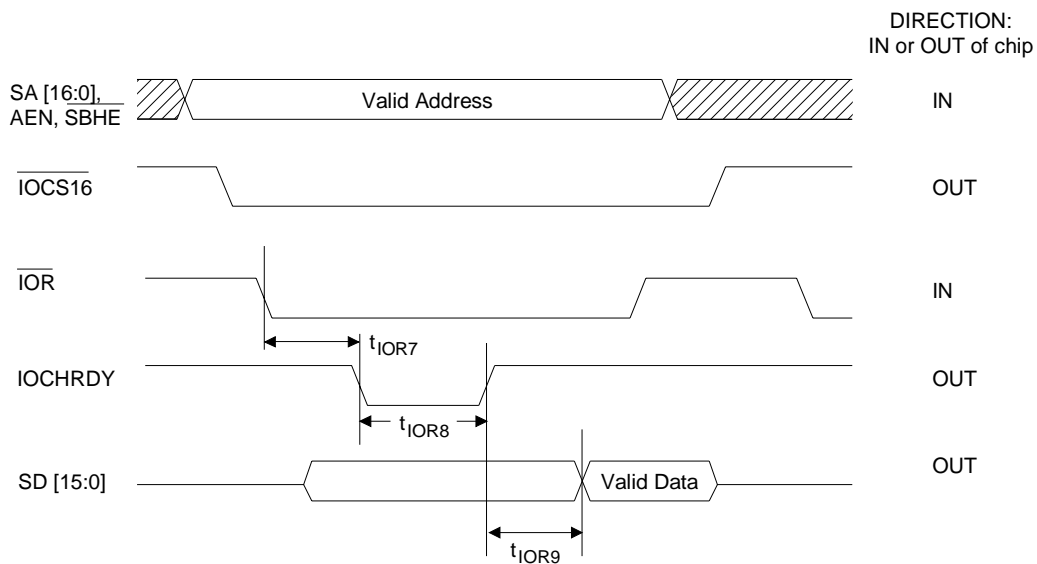 DIRECTION:
IN or OUT of chip
SA [16:0],
AEN, SBHE
Valid Address
IN
IOCS16
OUT
IOR
IN
tIOR7
IOCHRDY
OUT
tIOR8
OUT
SD [15:0]
Valid Data
tIOR9